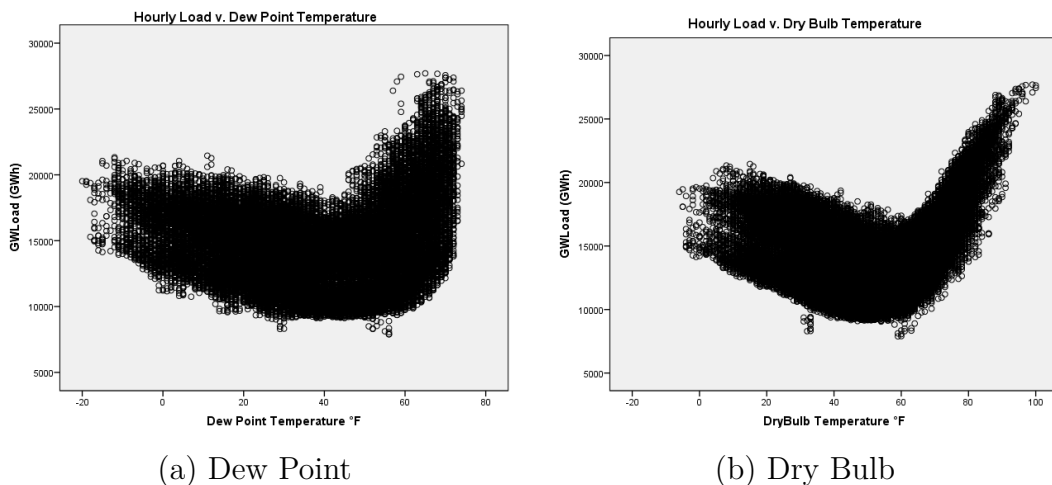 Hourly Load v. Dew Point Temperature
GWLoad (GWh)
30000
25000
20000
15000
10000
5000
-20 0 20 40 60 80
Dew Point Temperature °F
(a) Dew Point
Hourly Load v. Dry Bulb Temperature
GWLoad (GWh)
30000
25000
20000
15000
10000
5000
-20 0 20 40 60 80 100
DryBulb Temperature °F
(b) Dry Bulb